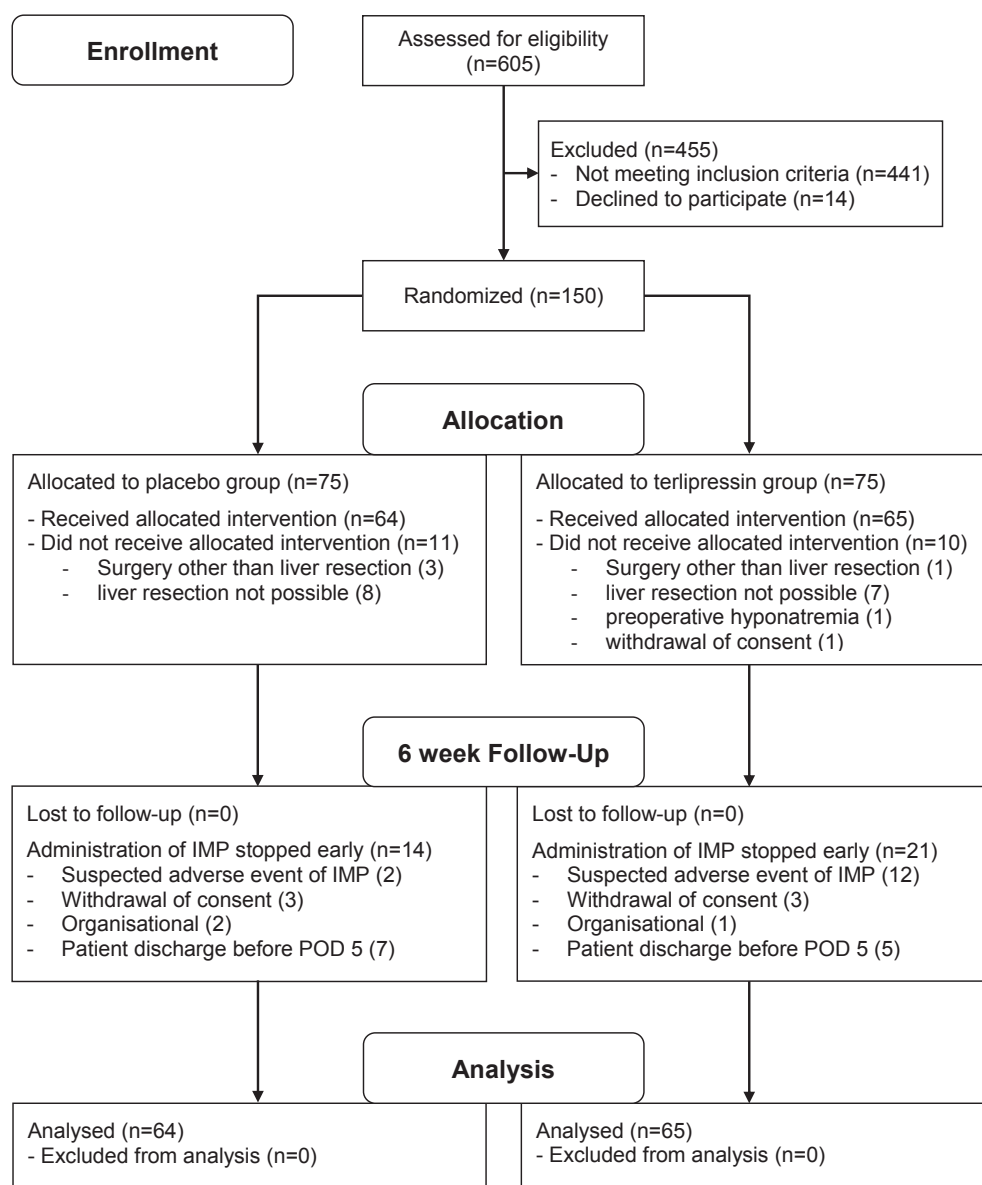 Enrollment
Assessed for eligibility
(n=605)
Excluded (n=455)
- Not meeting inclusion criteria (n=441)
- Declined to participate (n=14)
Randomized (n=150)
Allocation
Allocated to placebo group (n=75)
- Received allocated intervention (n=64)
- Did not receive allocated intervention (n=11)
- Surgery other than liver resection (3)
- liver resection not possible (8)
Allocated to terlipressin group (n=75)
- Received allocated intervention (n=65)
- Did not receive allocated intervention (n=10)
- Surgery other than liver resection (1)
- liver resection not possible (7)
- preoperative hyponatremia (1)
- withdrawal of consent (1)
6 week Follow-Up
Lost to follow-up (n=0)
Administration of IMP stopped early (n=14)
- Suspected adverse event of IMP (2)
- Withdrawal of consent (3)
- Organisational (2)
- Patient discharge before POD 5 (7)
Lost to follow-up (n=0)
Administration of IMP stopped early (n=21)
- Suspected adverse event of IMP (12)
- Withdrawal of consent (3)
- Organisational (1)
- Patient discharge before POD 5 (5)
Analysis
Analysed (n=64)
- Excluded from analysis (n=0)
Analysed (n=65)
- Excluded from analysis (n=0)